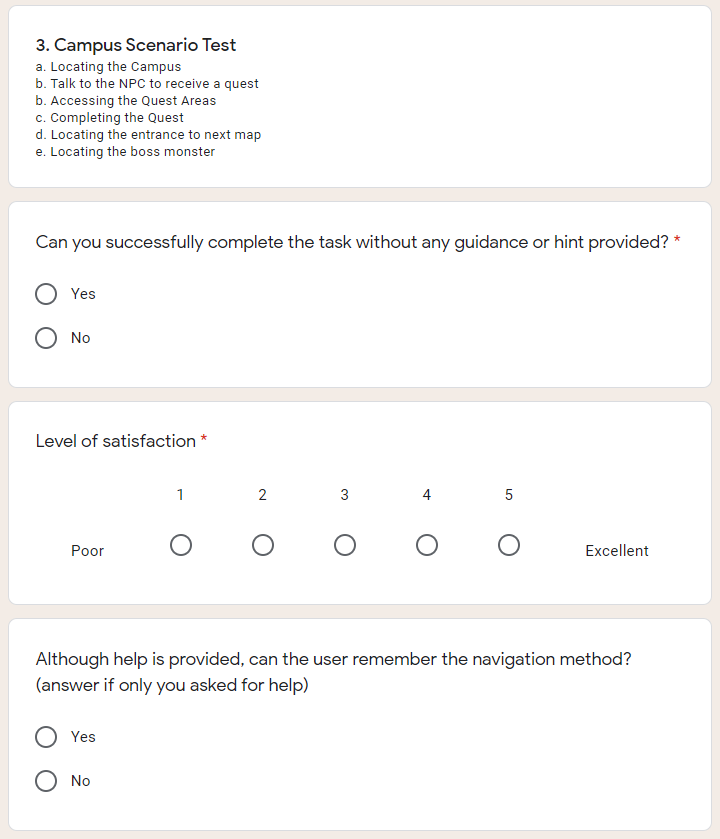 3. Campus Scenario Test
a. Locating the Campus
b. Talk to the NPC to receive a quest
b. Accessing the Quest Areas
c. Completing the Quest
d. Locating the entrance to next map
e. Locating the boss monster
Can you successfully complete the task without any guidance or hint provided? *
Yes
No
Level of satisfaction *
1 2 3 4 5
Poor Excellent
Although help is provided, can the user remember the navigation method?
(answer if only you asked for help)
Yes
No